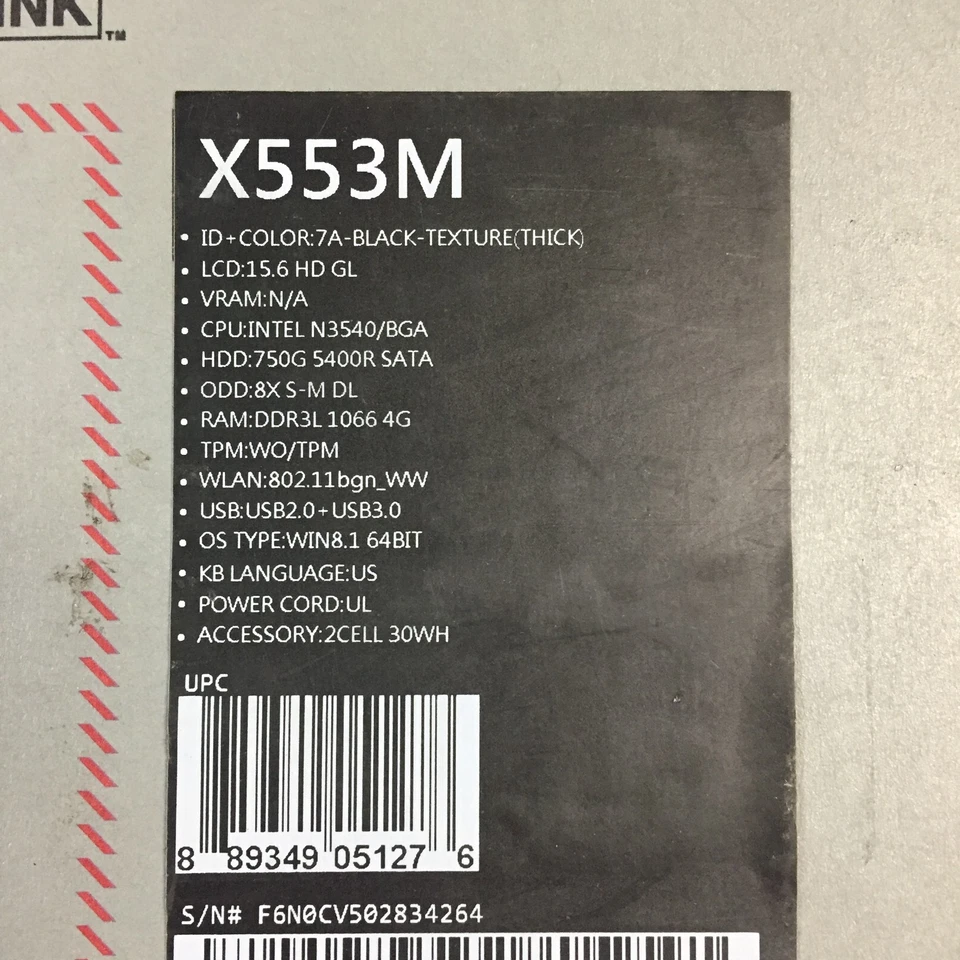 INK
TM
X553M
• ID+COLOR:7A-BLACK-TEXTURE(THICK)
• LCD:15.6 HD GL
• VRAM:N/A
• CPU:INTEL N3540/BGA
• HDD:750G 5400R SATA
• ODD:8X S-M DL
• RAM:DDR3L 1066 4G
• TPM:WO/TPM
• WLAN:802.11bgn_WW
• USB:USB2.0+USB3.0
• OS TYPE:WIN8.1 64BIT
• KB LANGUAGE:US
• POWER CORD:UL
• ACCESSORY:2CELL 30WH
UPC
8 89349 05127 6
S/N# F6N0CV502834264